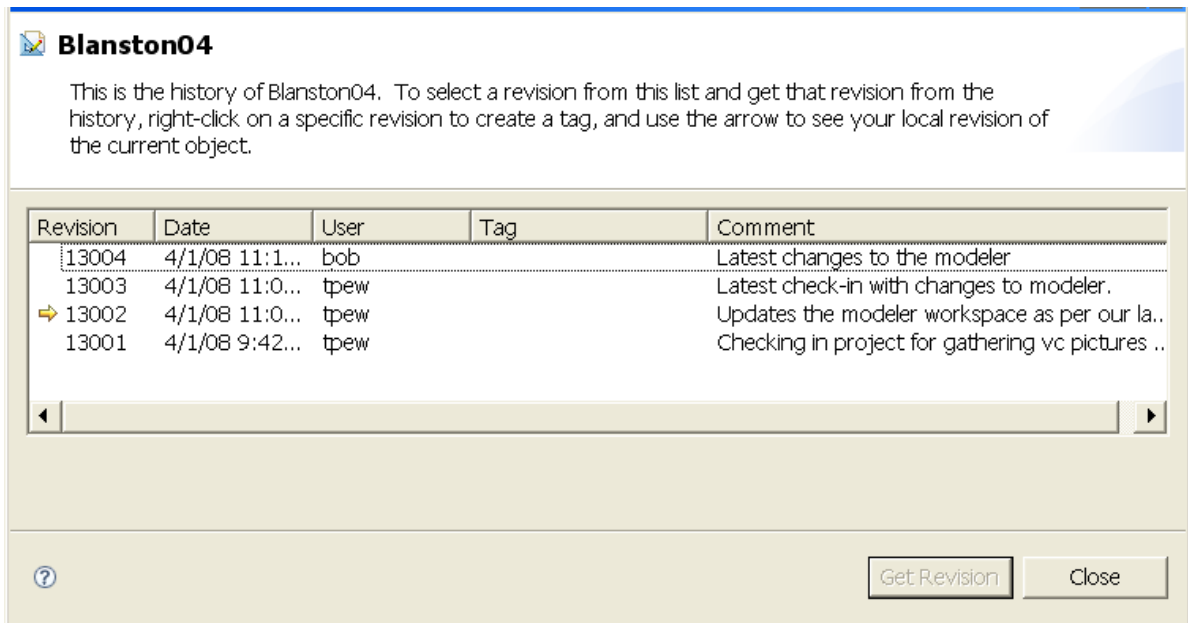 Blanston04
This is the history of Blanston04. To select a revision from this list and get that revision from the
history, right-click on a specific revision to create a tag, and use the arrow to see your local revision of
the current object.
Revision Date User Tag Comment
13004 4/1/08 11:1... bob Latest changes to the modeler
13003 4/1/08 11:0... tpew Latest check-in with changes to modeler.
13002 4/1/08 11:0... tpew Updates the modeler workspace as per our la..
13001 4/1/08 9:42... tpew Checking in project for gathering vc pictures ..
? Get Revision Close